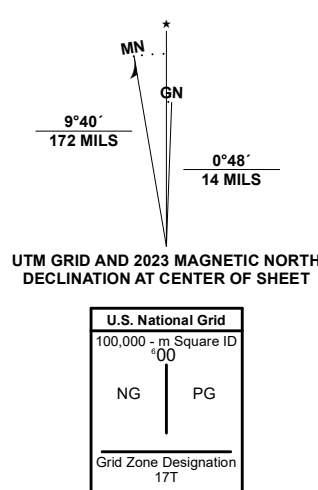 ★
MN
GN
9°40´
172 MILS
0°48´
14 MILS
UTM GRID AND 2023 MAGNETIC NORTH
DECLINATION AT CENTER OF SHEET
U.S. National Grid
100,000 - m Square ID
⁶00
NG PG
Grid Zone Designation
17T